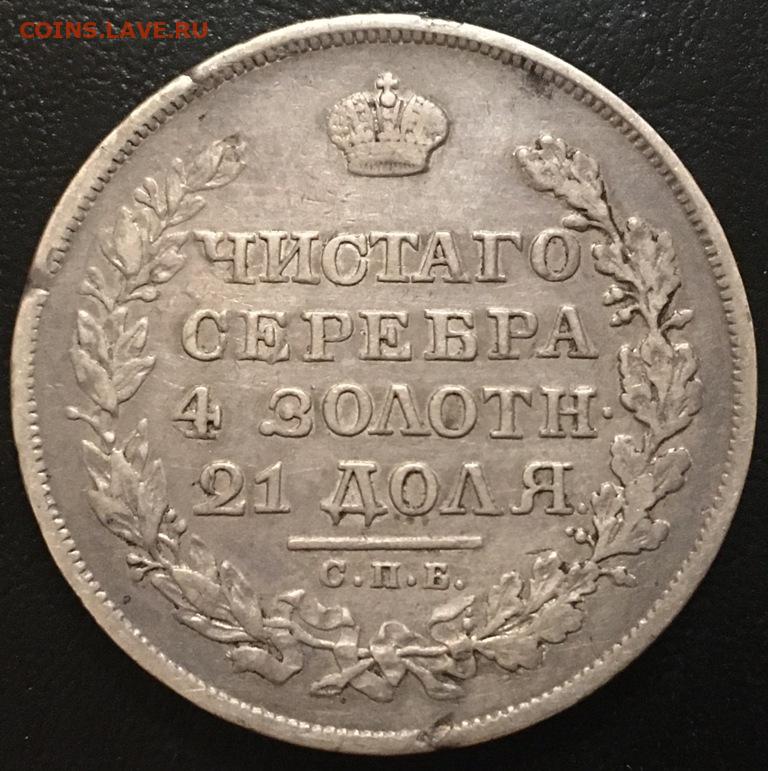 COINS.LAVE.RU
ЧИСТАГО
СЕРЕБРА
4 ЗОЛОТН.
21 ДОЛЯ.
С.П.Б.